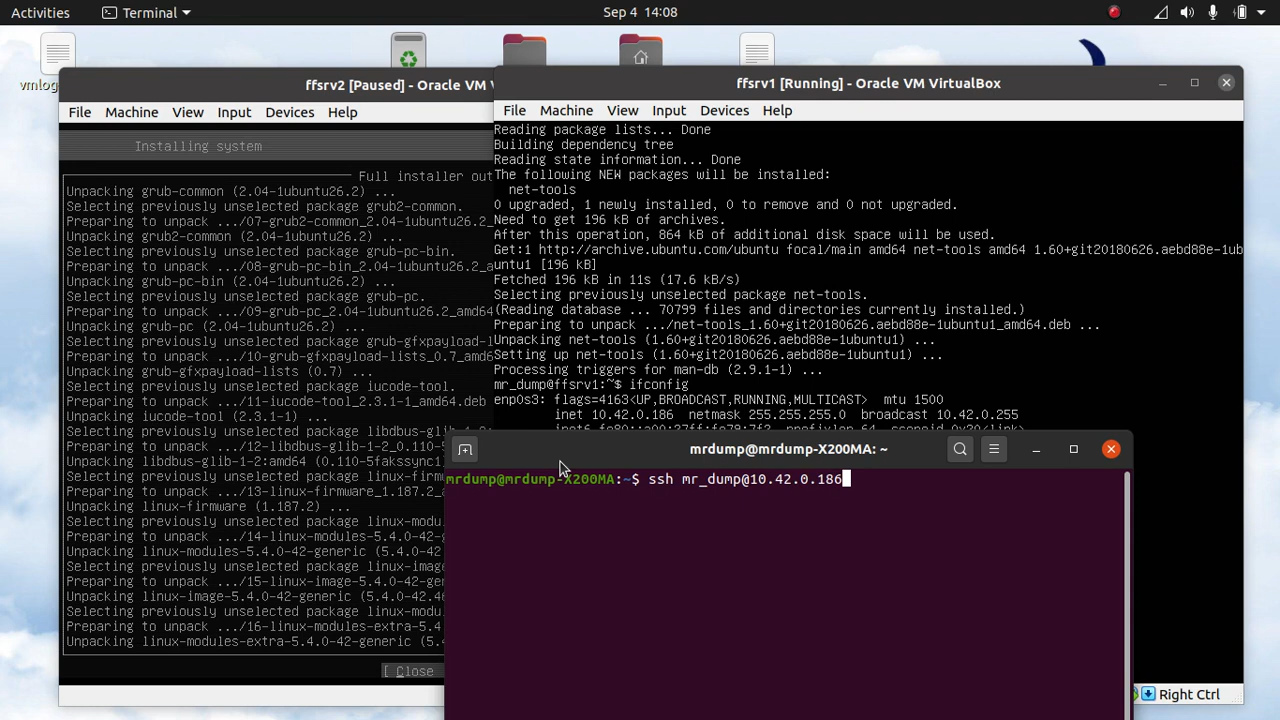 Activities
Terminal
Sep 4 14:08
vmlog
ffsrv2 [Paused] - Oracle VM V
File Machine View Input Devices Help
Installing system
Full installer out
Unpacking grub-common (2.04-1ubuntu26.2) ...
Selecting previously unselected package grub2-common.
Preparing to unpack .../07-grub2-common_2.04-1ubuntu26.2_
Unpacking grub2-common (2.04-1ubuntu26.2) ...
Selecting previously unselected package grub-pc-bin.
Preparing to unpack .../08-grub-pc-bin_2.04-1ubuntu26.2_a
Unpacking grub-pc-bin (2.04-1ubuntu26.2) ...
Selecting previously unselected package grub-pc.
Preparing to unpack .../09-grub-pc_2.04-1ubuntu26.2_amd64
Unpacking grub-pc (2.04-1ubuntu26.2) ...
Selecting previously unselected package grub-gfxpayload-l
Preparing to unpack .../10-grub-gfxpayload-lists_0.7_amd6
Unpacking grub-gfxpayload-lists (0.7) ...
Selecting previously unselected package iucode-tool.
Preparing to unpack .../11-iucode-tool_2.3.1-1_amd64.deb
Unpacking iucode-tool (2.3.1-1) ...
Selecting previously unselected package libdbus-glib-1-
Preparing to unpack .../12-libdbus-glib-1-2_0.110-5
Unpacking libdbus-glib-1-2:amd64 (0.110-5fakssync1)
Selecting previously unselected package linux-firm
Preparing to unpack .../13-linux-firmware_1.187.2_a
Unpacking linux-firmware (1.187.2) ...
Selecting previously unselected package linux-modul
Preparing to unpack .../14-linux-modules-5.4.0-42-g
Unpacking linux-modules-5.4.0-42-generic (5.4.0-42
Selecting previously unselected package linux-imag
Preparing to unpack .../15-linux-image-5.4.0-42-gen
Unpacking linux-image-5.4.0-42-generic (5.4.0-42.46
Selecting previously unselected package linux-modul
Preparing to unpack .../16-linux-modules-extra-5.4
Unpacking linux-modules-extra-5.4.0-42-generic (5.4.
[ Close
ffsrv1 [Running] - Oracle VM VirtualBox
File Machine View Input Devices Help
Reading package lists... Done
Building dependency tree
Reading state information... Done
The following NEW packages will be installed:
net-tools
0 upgraded, 1 newly installed, 0 to remove and 0 not upgraded.
Need to get 196 kB of archives.
After this operation, 864 kB of additional disk space will be used.
Get:1 http://archive.ubuntu.com/ubuntu focal/main amd64 net-tools amd64 1.60+git20180626.aebd88e-1ub
untu1 [196 kB]
Fetched 196 kB in 11s (17.6 kB/s)
Selecting previously unselected package net-tools.
(Reading database ... 70799 files and directories currently installed.)
Preparing to unpack .../net-tools_1.60+git20180626.aebd88e-1ubuntu1_amd64.deb ...
Unpacking net-tools (1.60+git20180626.aebd88e-1ubuntu1) ...
Setting up net-tools (1.60+git20180626.aebd88e-1ubuntu1) ...
Processing triggers for man-db (2.9.1-1) ...
mr_dump@ffsrv1:~$ ifconfig
enp0s3: flags=4163<UP,BROADCAST,RUNNING,MULTICAST> mtu 1500
inet 10.42.0.186 netmask 255.255.255.0 broadcast 10.42.0.255
mrdump@mrdump-X200MA: ~
mrdump@mrdump-X200MA:~$ ssh mr_dump@10.42.0.186
Right Ctrl